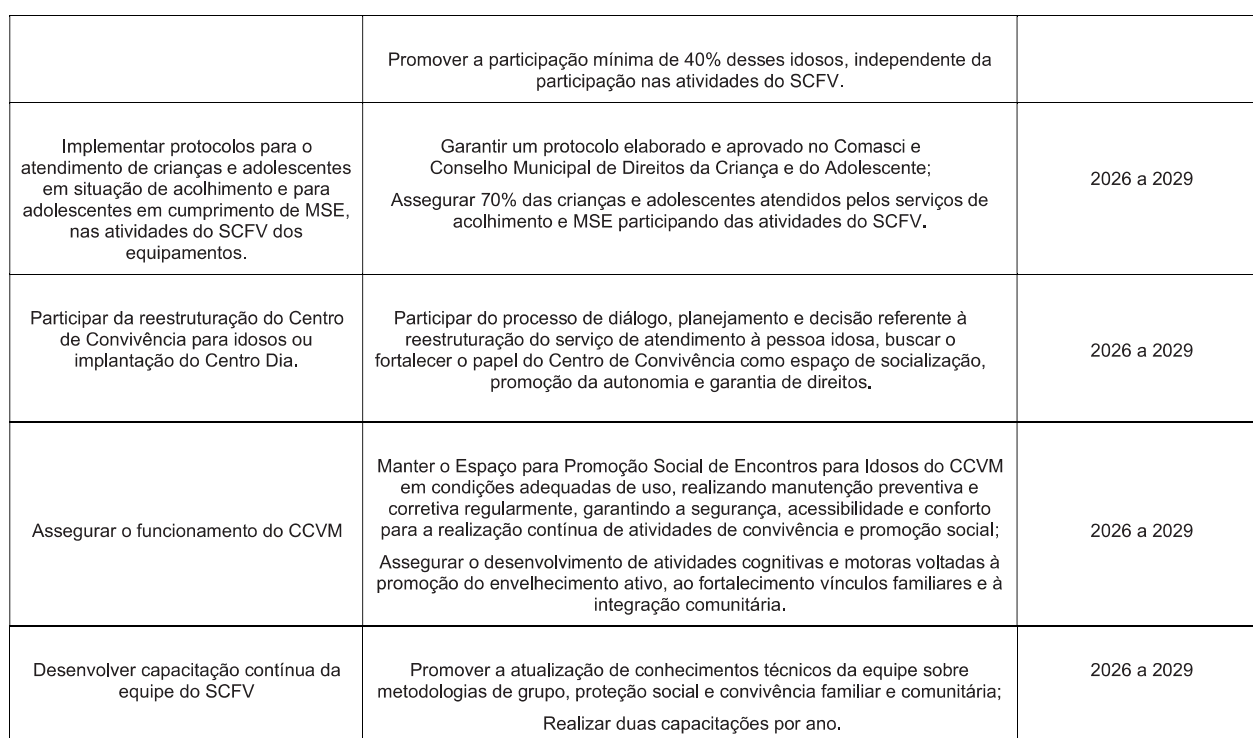 Promover a participação mínima de 40% desses idosos, independente da
participação nas atividades do SCFV.
Implementar protocolos para o
atendimento de crianças e adolescentes
em situação de acolhimento e para
adolescentes em cumprimento de MSE,
nas atividades do SCFV dos
equipamentos.
Garantir um protocolo elaborado e aprovado no Comasci e
Conselho Municipal de Direitos da Criança e do Adolescente;
Assegurar 70% das crianças e adolescentes atendidos pelos serviços de
acolhimento e MSE participando das atividades do SCFV.
2026 a 2029
Participar da reestruturação do Centro
de Convivência para idosos ou
implantação do Centro Dia.
Participar do processo de diálogo, planejamento e decisão referente à
reestruturação do serviço de atendimento à pessoa idosa, buscar o
fortalecer o papel do Centro de Convivência como espaço de socialização,
promoção da autonomia e garantia de direitos.
2026 a 2029
Assegurar o funcionamento do CCVM
Manter o Espaço para Promoção Social de Encontros para Idosos do CCVM
em condições adequadas de uso, realizando manutenção preventiva e
corretiva regularmente, garantindo a segurança, acessibilidade e conforto
para a realização contínua de atividades de convivência e promoção social;
Assegurar o desenvolvimento de atividades cognitivas e motoras voltadas à
promoção do envelhecimento ativo, ao fortalecimento vínculos familiares e à
integração comunitária.
2026 a 2029
Desenvolver capacitação contínua da
equipe do SCFV
Promover a atualização de conhecimentos técnicos da equipe sobre
metodologias de grupo, proteção social e convivência familiar e comunitária;
Realizar duas capacitações por ano.
2026 a 2029